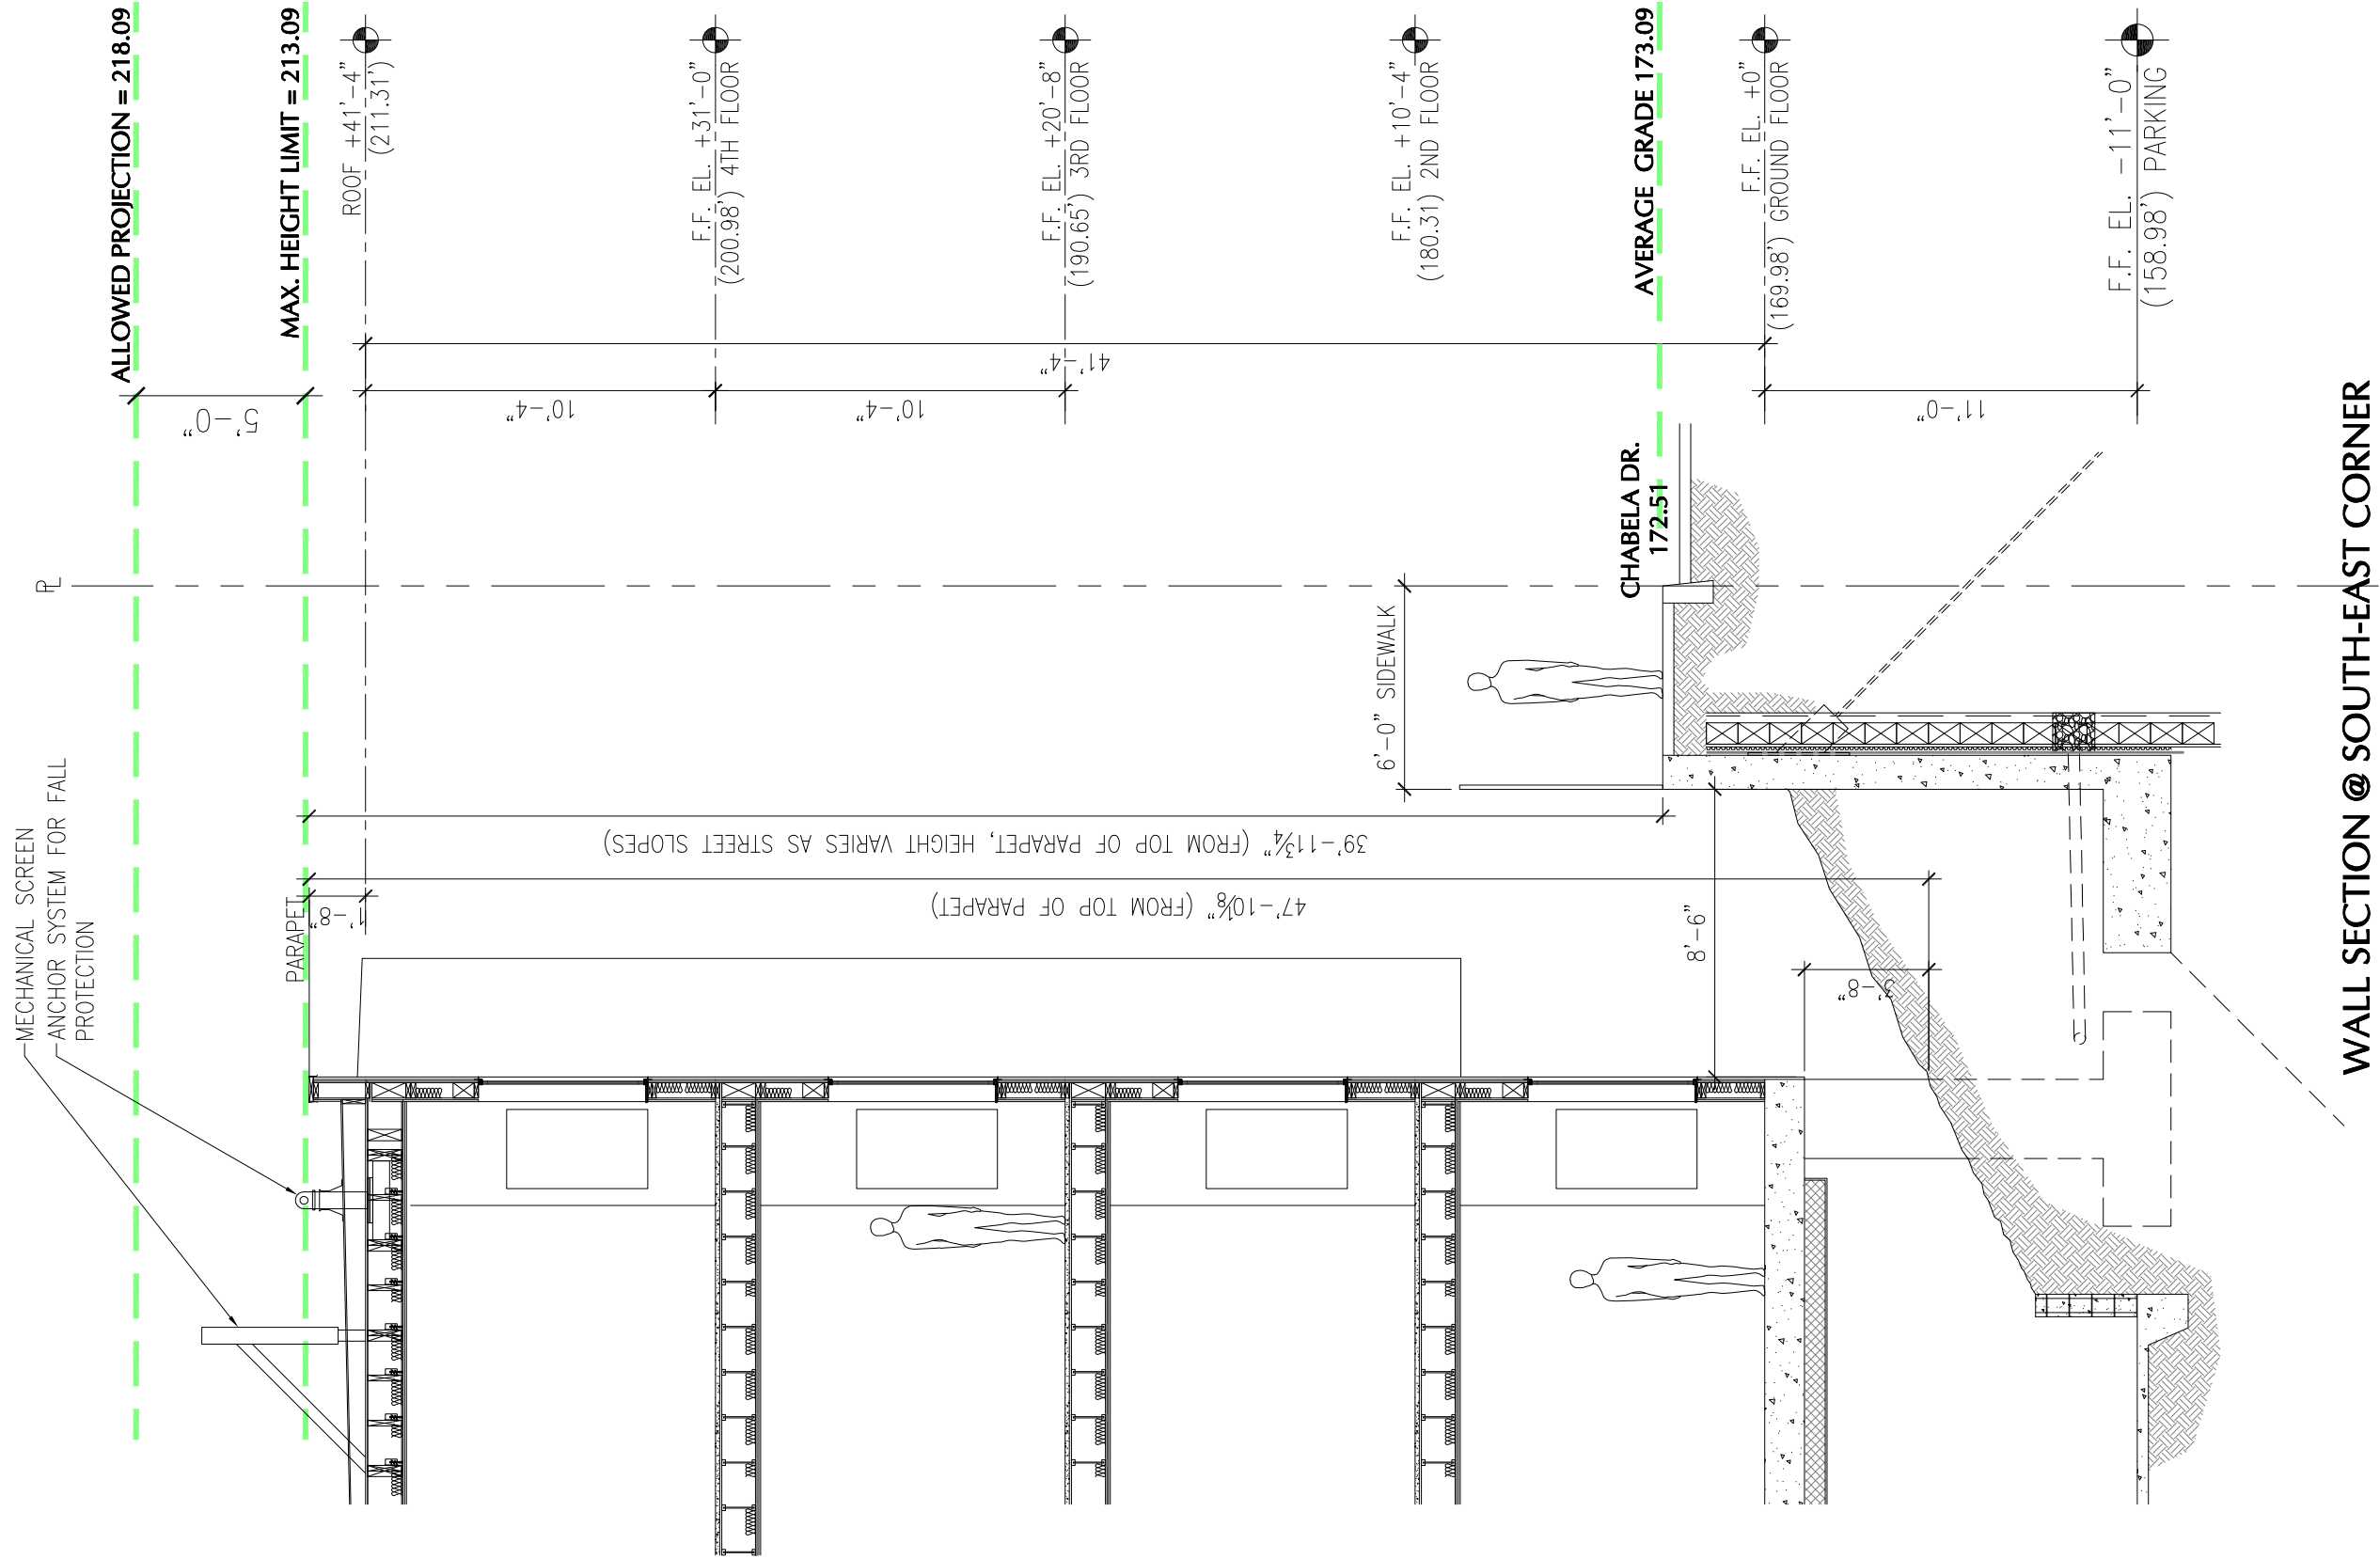 ALLOWED PROJECTION = 218.09
MAX. HEIGHT LIMIT = 213.09
ROOF +41'-4"
(211.31')
F.F. EL. +31'-0"
(200.98') 4TH FLOOR
F.F. EL. +20'-8"
(190.65') 3RD FLOOR
F.F. EL. +10'-4"
(180.31) 2ND FLOOR
AVERAGE GRADE 173.09
F.F. EL. +0"
(169.98') GROUND FLOOR
F.F. EL. -11'-0"
(158.98') PARKING
5'-0"
10'-4"
10'-4"
41'-4"
11'-0"
PL
CHABELA DR.
172.51
6'-0" SIDEWALK
MECHANICAL SCREEN
ANCHOR SYSTEM FOR FALL
PROTECTION
PARAPET
1'-8"
39'-11¾" (FROM TOP OF PARAPET, HEIGHT VARIES AS STREET SLOPES)
47'-10⅛" (FROM TOP OF PARAPET)
8'-6"
3'-8"
WALL SECTION @ SOUTH-EAST CORNER